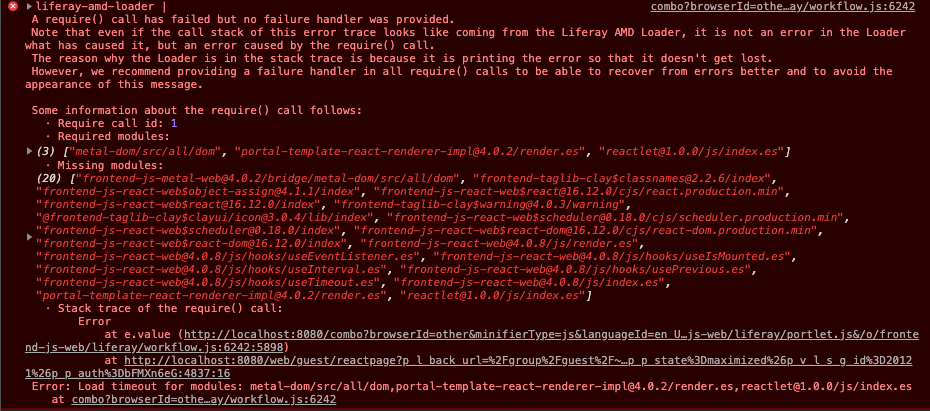 liferay-amd-loader | combo?browserId=othe…ay/workflow.js:6242
A require() call has failed but no failure handler was provided.
Note that even if the call stack of this error trace looks like coming from the Liferay AMD Loader, it is not an error in the Loader
what has caused it, but an error caused by the require() call.
The reason why the Loader is in the stack trace is because it is printing the error so that it doesn't get lost.
However, we recommend providing a failure handler in all require() calls to be able to recover from errors better and to avoid the
appearance of this message.
Some information about the require() call follows:
· Require call id: 1
· Required modules:
(3) ["metal-dom/src/all/dom", "portal-template-react-renderer-impl@4.0.2/render.es", "reactlet@1.0.0/js/index.es"]
· Missing modules:
(20) ["frontend-js-metal-web@4.0.2/bridge/metal-dom/src/all/dom", "frontend-taglib-clay$classnames@2.2.6/index",
"frontend-js-react-web$object-assign@4.1.1/index", "frontend-js-react-web$react@16.12.0/cjs/react.production.min",
"frontend-js-react-web$react@16.12.0/index", "frontend-taglib-clay$warning@4.0.3/warning",
"@frontend-taglib-clay$clayui/icon@3.0.4/lib/index", "frontend-js-react-web$scheduler@0.18.0/cjs/scheduler.production.min",
"frontend-js-react-web$scheduler@0.18.0/index", "frontend-js-react-web$react-dom@16.12.0/cjs/react-dom.production.min",
"frontend-js-react-web$react-dom@16.12.0/index", "frontend-js-react-web@4.0.8/js/render.es",
"frontend-js-react-web@4.0.8/js/hooks/useEventListener.es", "frontend-js-react-web@4.0.8/js/hooks/useIsMounted.es",
"frontend-js-react-web@4.0.8/js/hooks/useInterval.es", "frontend-js-react-web@4.0.8/js/hooks/usePrevious.es",
"frontend-js-react-web@4.0.8/js/hooks/useTimeout.es", "frontend-js-react-web@4.0.8/js/index.es",
"portal-template-react-renderer-impl@4.0.2/render.es", "reactlet@1.0.0/js/index.es"]
· Stack trace of the require() call:
Error
at e.value (http://localhost:8080/combo?browserId=other&minifierType=js&languageId=en_U…js-web/liferay/portlet.js&/o/fronte
nd-js-web/liferay/workflow.js:6242:5898)
at http://localhost:8080/web/guest/reactpage?p_l_back_url=%2Fgroup%2Fguest%2F~…p_p_state%3Dmaximized%26p_v_l_s_g_id%3D2012
1%26p_p_auth%3DbFMXn6eG:4837:16
Error: Load timeout for modules: metal-dom/src/all/dom,portal-template-react-renderer-impl@4.0.2/render.es,reactlet@1.0.0/js/index.es
at combo?browserId=othe…ay/workflow.js:6242